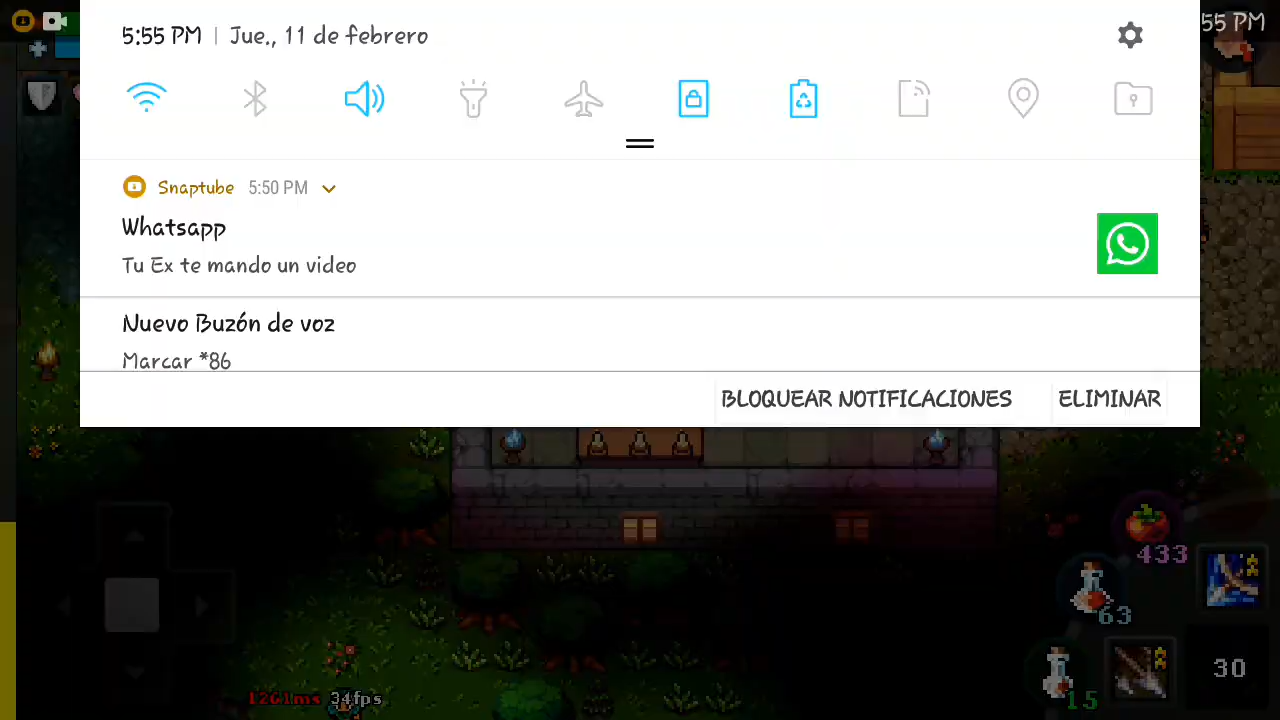 55 PM
5:55 PM | Jue., 11 de febrero
Snaptube 5:50 PM
Whatsapp
Tu Ex te mando un video
Nuevo Buzón de voz
Marcar *86
BLOQUEAR NOTIFICACIONES ELIMINAR
433
63
30
15
1261ms 34fps